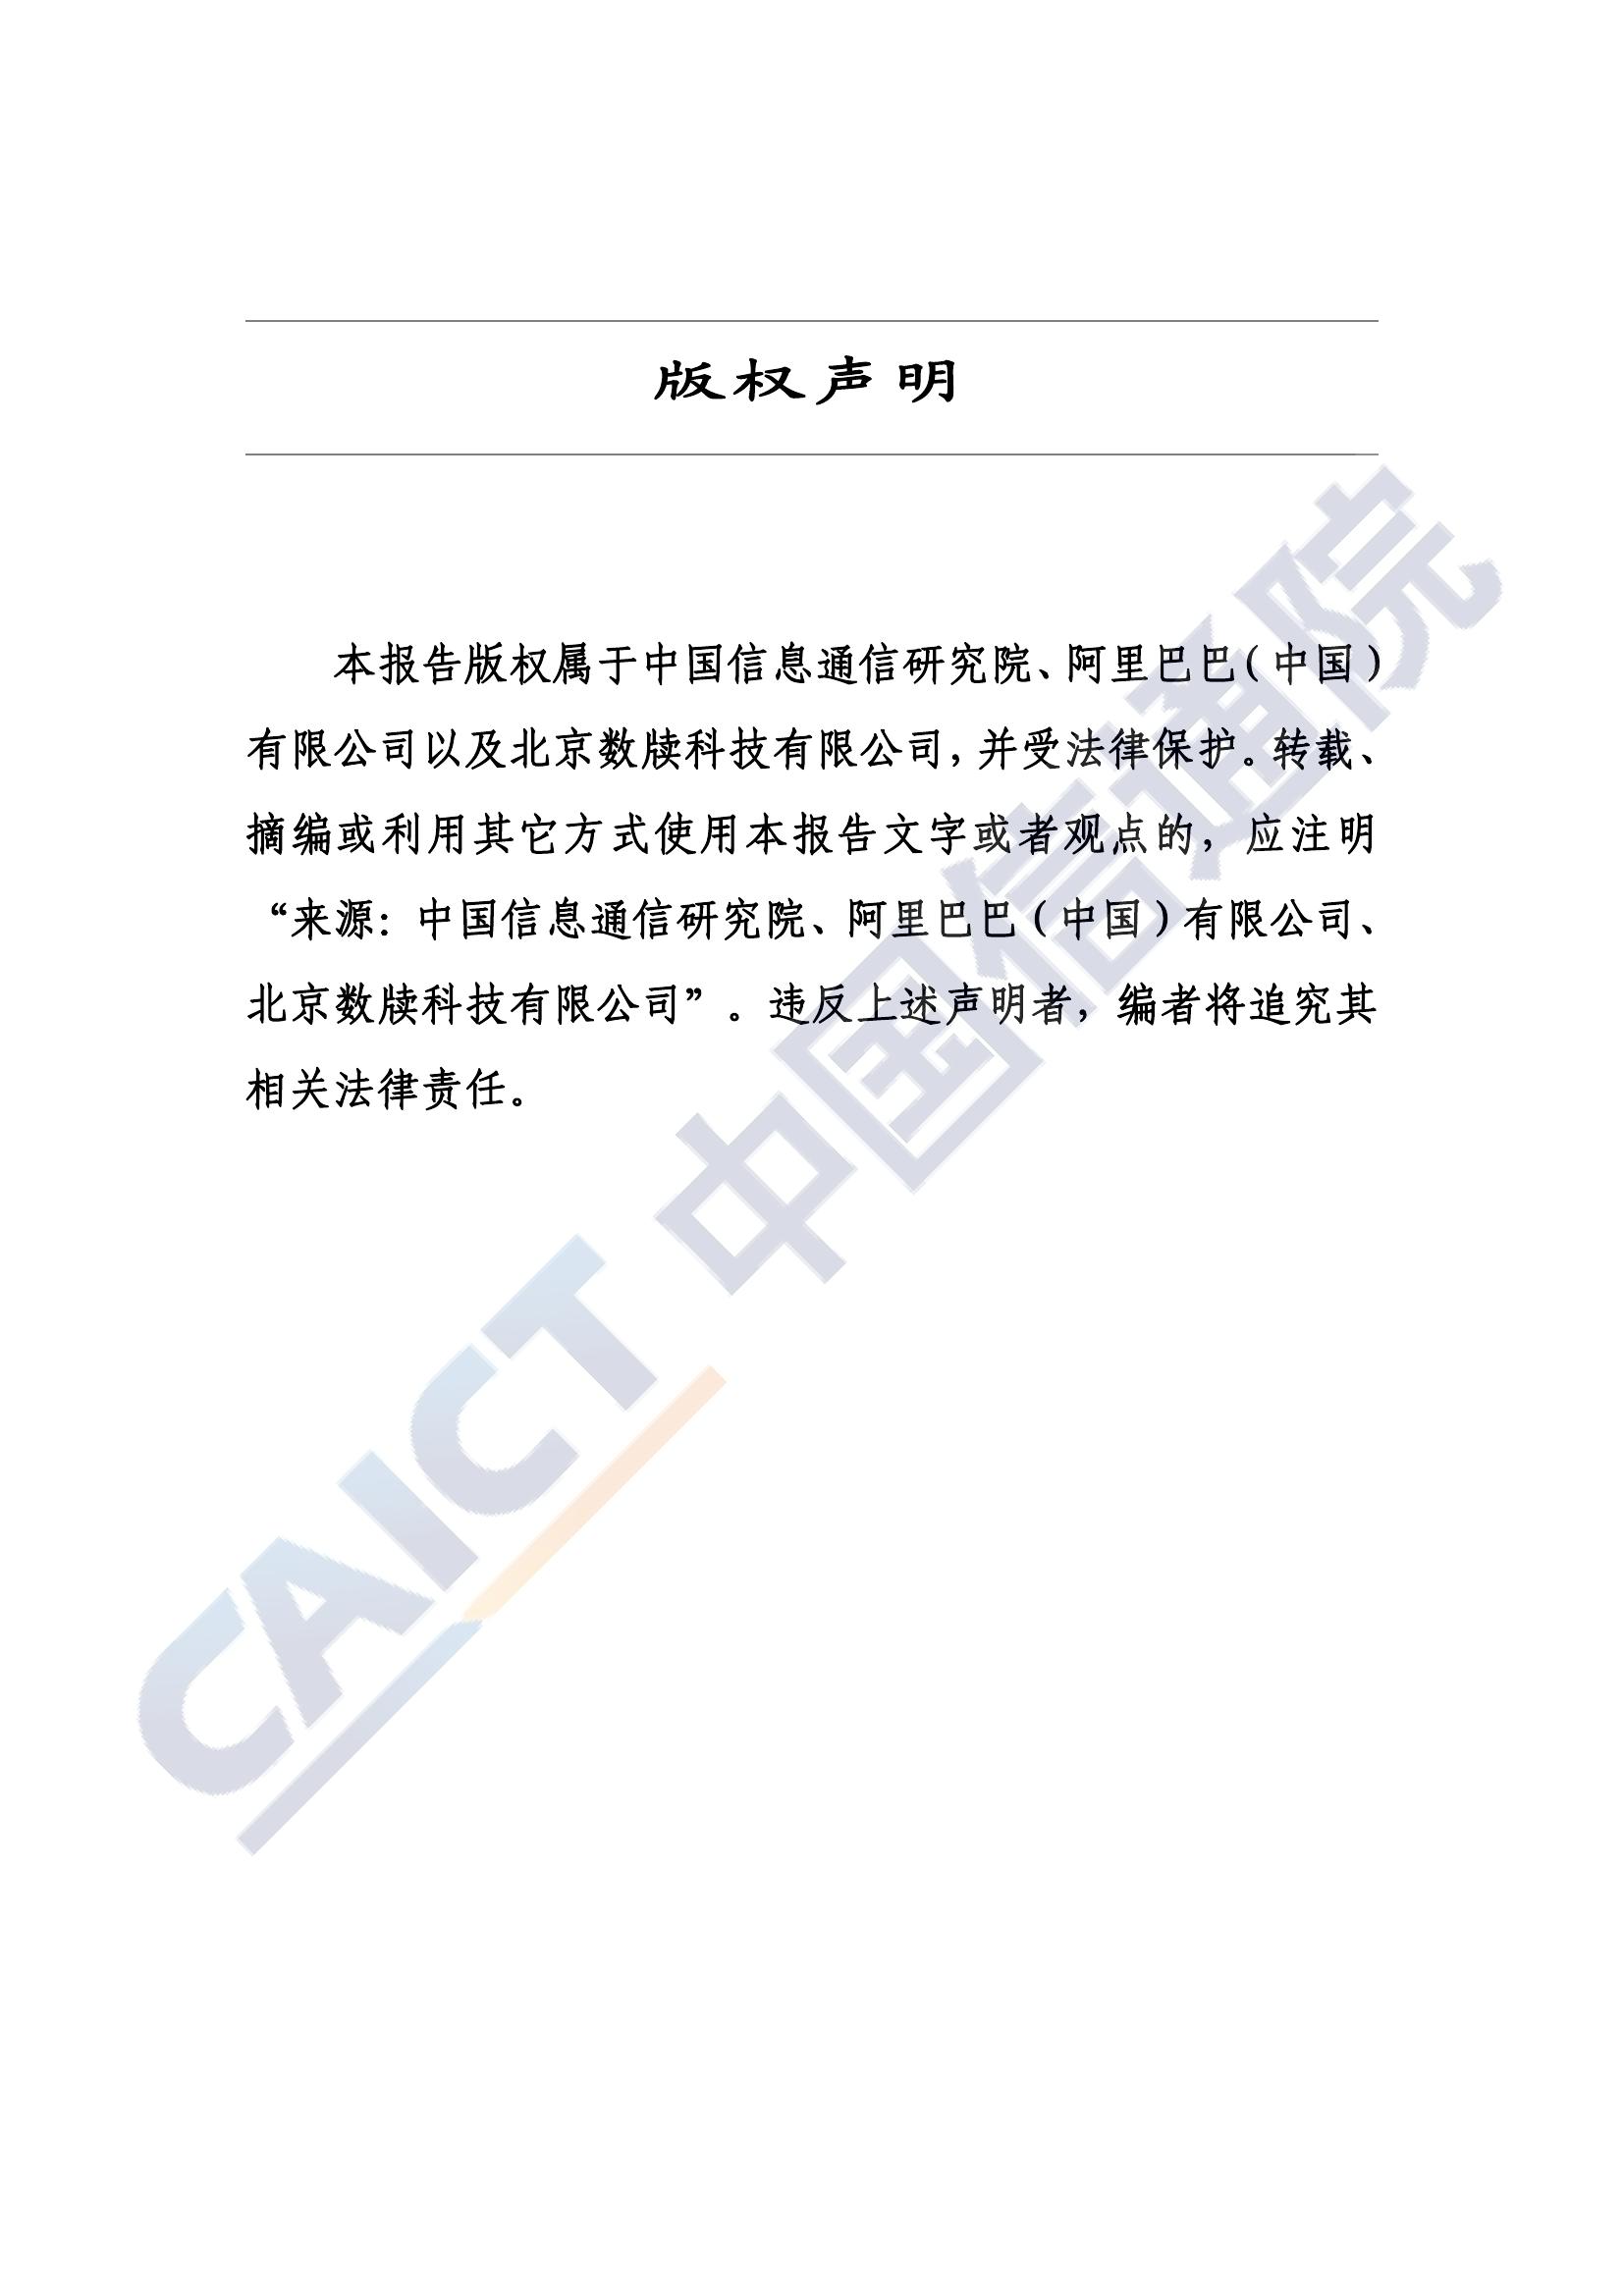 版权声明
本报告版权属于中国信息通信研究院、阿里巴巴（中国）
有限公司以及北京数牍科技有限公司，并受法律保护。转载、
摘编或利用其它方式使用本报告文字或者观点的，应注明
“来源：中国信息通信研究院、阿里巴巴（中国）有限公司、
北京数牍科技有限公司”。违反上述声明者，编者将追究其
相关法律责任。
CAICT 中国信通院